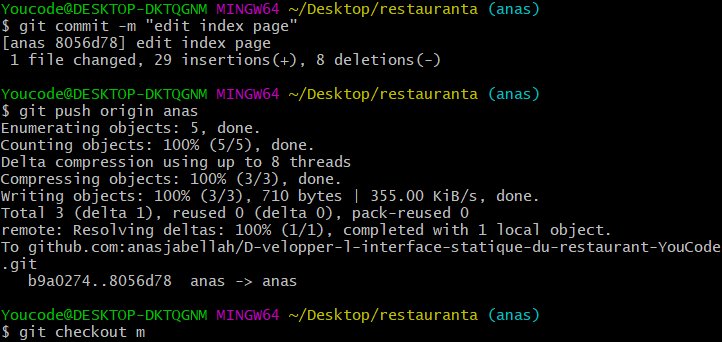 Youcode@DESKTOP-DKTQGNM MINGW64 ~/Desktop/restauranta (anas)
$ git commit -m "edit index page"
[anas 8056d78] edit index page
 1 file changed, 29 insertions(+), 8 deletions(-)
Youcode@DESKTOP-DKTQGNM MINGW64 ~/Desktop/restauranta (anas)
$ git push origin anas
Enumerating objects: 5, done.
Counting objects: 100% (5/5), done.
Delta compression using up to 8 threads
Compressing objects: 100% (3/3), done.
Writing objects: 100% (3/3), 710 bytes | 355.00 KiB/s, done.
Total 3 (delta 1), reused 0 (delta 0), pack-reused 0
remote: Resolving deltas: 100% (1/1), completed with 1 local object.
To github.com:anasjabellah/D-velopper-l-interface-statique-du-restaurant-YouCode
.git
   b9a0274..8056d78  anas -> anas
Youcode@DESKTOP-DKTQGNM MINGW64 ~/Desktop/restauranta (anas)
$ git checkout m